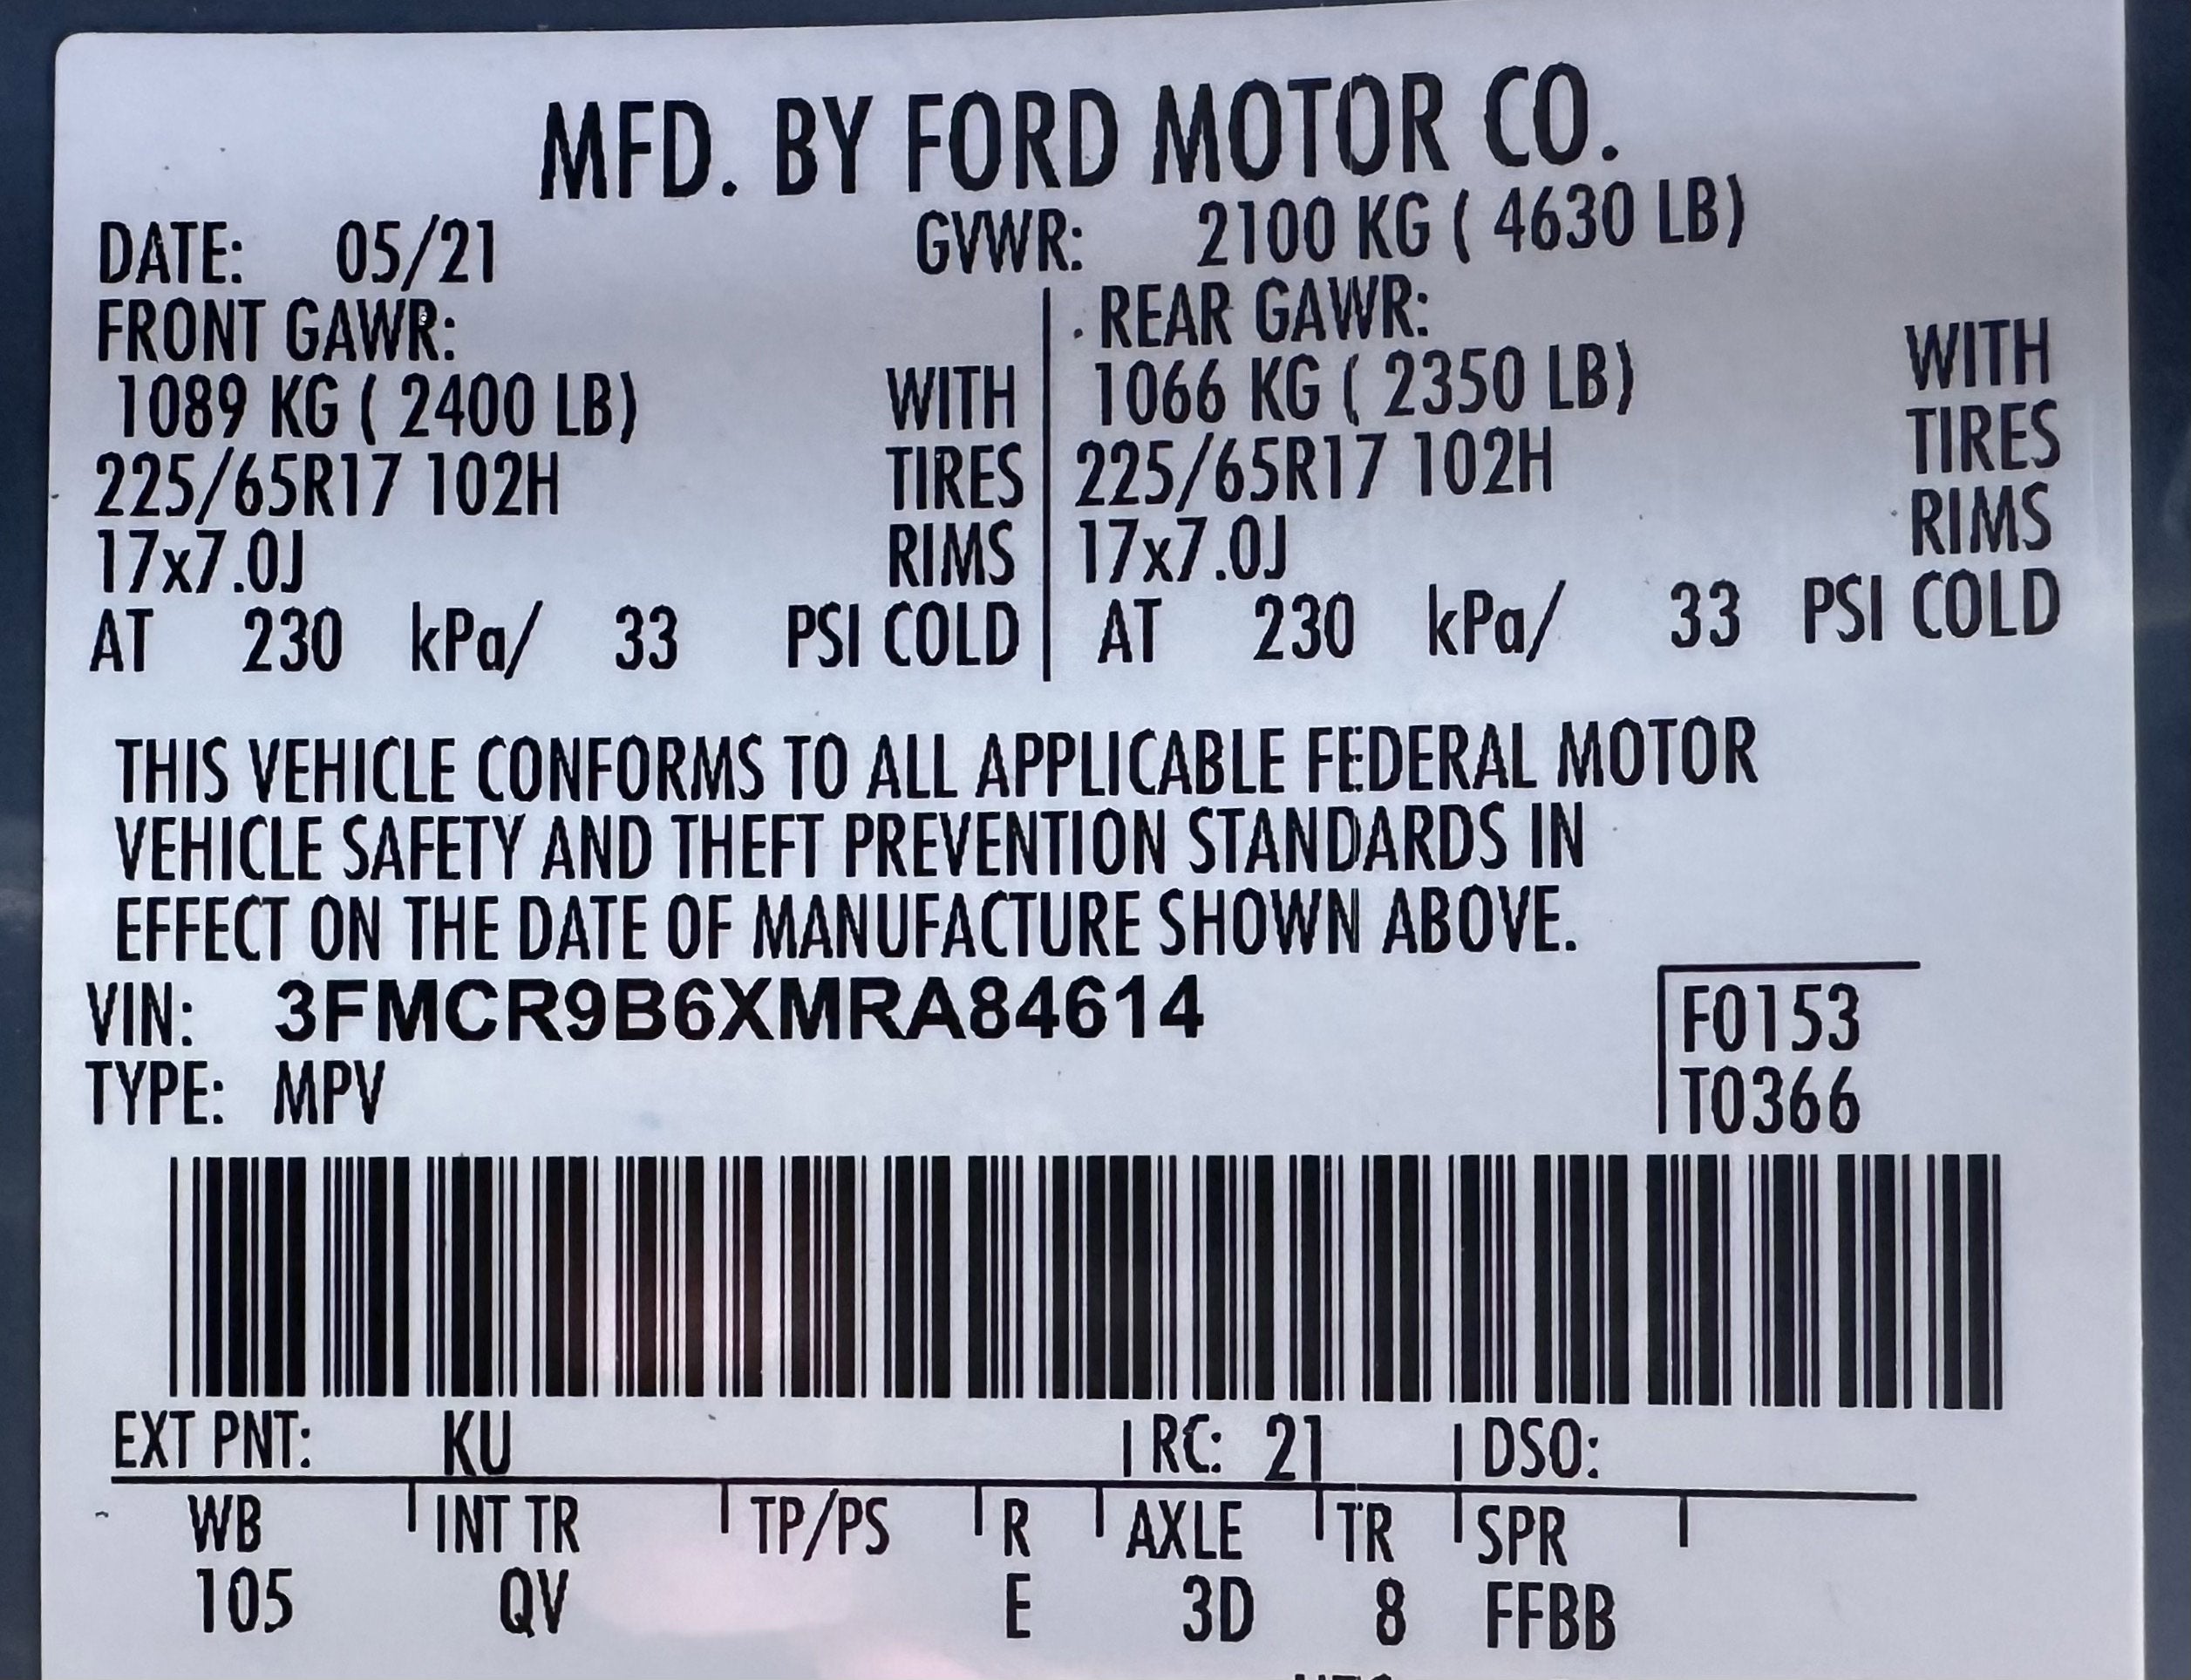 MFD. BY FORD MOTOR CO.
DATE: 05/21 GVWR: 2100 KG ( 4630 LB)
FRONT GAWR: REAR GAWR:
1089 KG ( 2400 LB) WITH 1066 KG ( 2350 LB) WITH
225/65R17 102H TIRES 225/65R17 102H TIRES
17x7.0J RIMS 17x7.0J RIMS
AT 230 kPa/ 33 PSI COLD AT 230 kPa/ 33 PSI COLD
THIS VEHICLE CONFORMS TO ALL APPLICABLE FEDERAL MOTOR
VEHICLE SAFETY AND THEFT PREVENTION STANDARDS IN
EFFECT ON THE DATE OF MANUFACTURE SHOWN ABOVE.
VIN: 3FMCR9B6XMRA84614 F0153
TYPE: MPV T0366
EXT PNT: KU RC: 21 DSO:
WB INT TR TP/PS R AXLE TR SPR
105 QV E 3D 8 FFBB